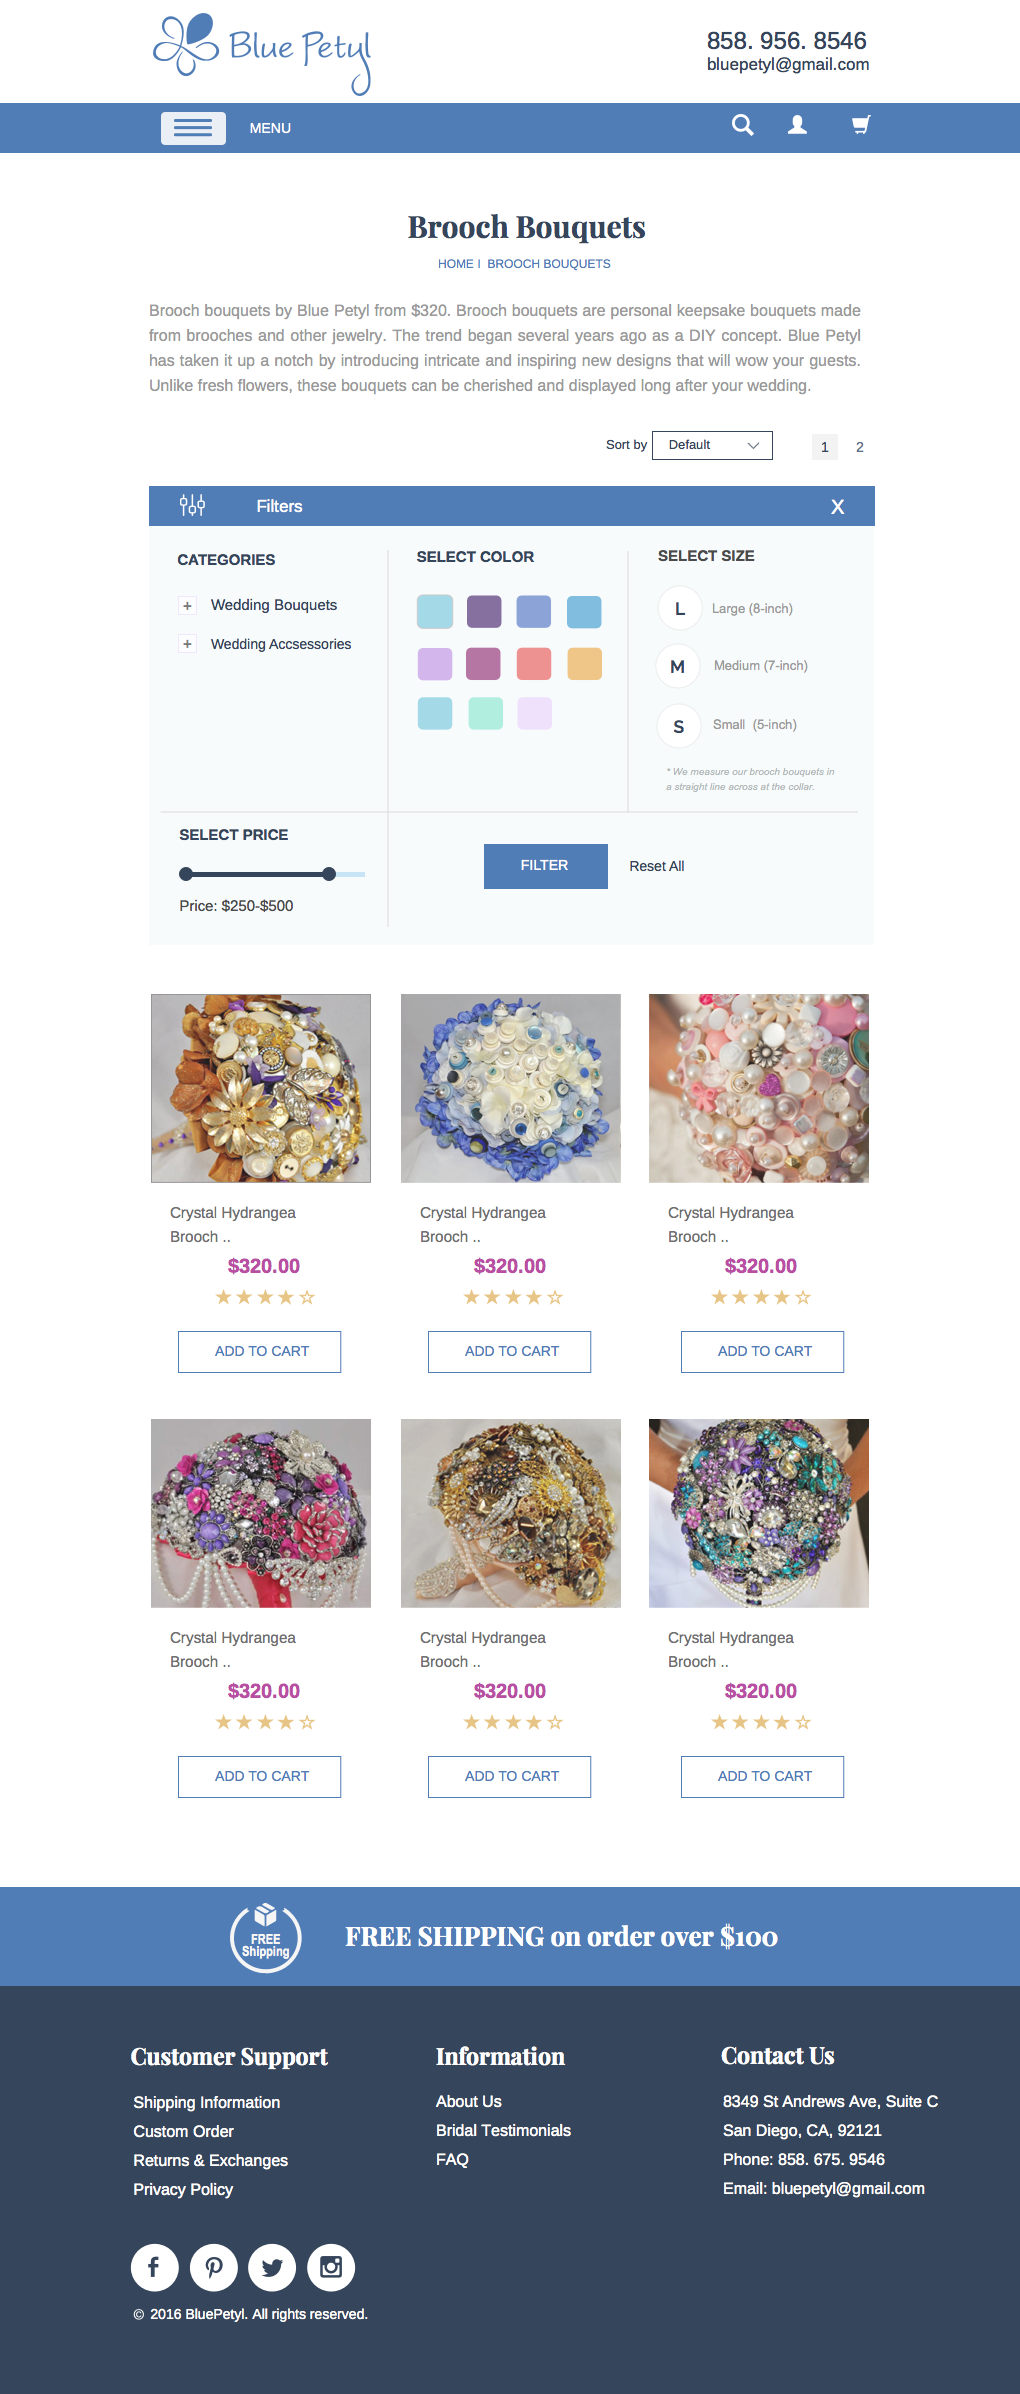 Blue Petyl
858. 956. 8546
bluepetyl@gmail.com
MENU
Brooch Bouquets
HOME I BROOCH BOUQUETS
Brooch bouquets by Blue Petyl from $320. Brooch bouquets are personal keepsake bouquets made
from brooches and other jewelry. The trend began several years ago as a DIY concept. Blue Petyl
has taken it up a notch by introducing intricate and inspiring new designs that will wow your guests.
Unlike fresh flowers, these bouquets can be cherished and displayed long after your wedding.
Sort by Default 1 2
Filters X
CATEGORIES
+ Wedding Bouquets
+ Wedding Accsessories
SELECT COLOR
SELECT SIZE
L Large (8-inch)
M Medium (7-inch)
S Small (5-inch)
* We measure our brooch bouquets in
a straight line across at the collar.
SELECT PRICE
Price: $250-$500
FILTER Reset All
Crystal Hydrangea
Brooch ..
$320.00
ADD TO CART
Crystal Hydrangea
Brooch ..
$320.00
ADD TO CART
Crystal Hydrangea
Brooch ..
$320.00
ADD TO CART
Crystal Hydrangea
Brooch ..
$320.00
ADD TO CART
Crystal Hydrangea
Brooch ..
$320.00
ADD TO CART
Crystal Hydrangea
Brooch ..
$320.00
ADD TO CART
FREE
Shipping
FREE SHIPPING on order over $100
Customer Support
Shipping Information
Custom Order
Returns & Exchanges
Privacy Policy
Information
About Us
Bridal Testimonials
FAQ
Contact Us
8349 St Andrews Ave, Suite C
San Diego, CA, 92121
Phone: 858. 675. 9546
Email: bluepetyl@gmail.com
© 2016 BluePetyl. All rights reserved.